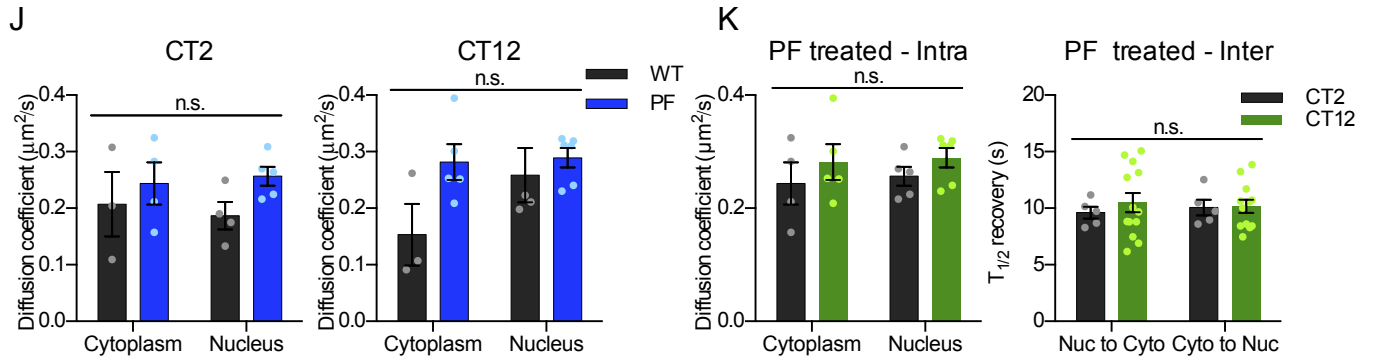 J
CT2
Diffusion coefficient (µm²/s)
0.4
0.3
0.2
0.1
0.0
n.s.
Cytoplasm Nucleus
CT12
Diffusion coefficient (µm²/s)
0.4
0.3
0.2
0.1
0.0
n.s.
Cytoplasm Nucleus
WT
PF
K
PF treated - Intra
Diffusion coefficient (µm²/s)
0.4
0.2
0.0
n.s.
Cytoplasm Nucleus
PF treated - Inter
T1/2 recovery (s)
20
15
10
5
0
n.s.
Nuc to Cyto Cyto to Nuc
CT2
CT12